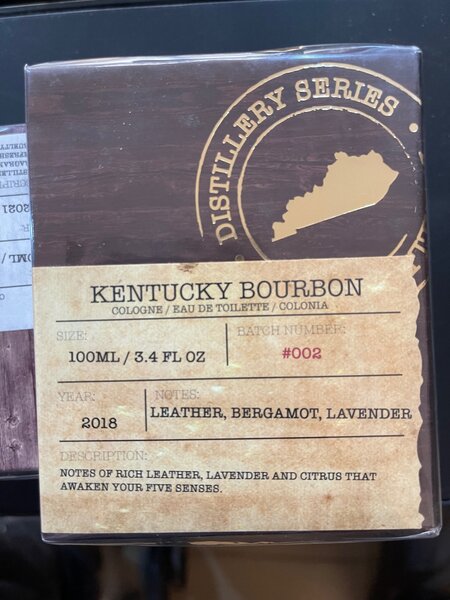 DISTILLERY SERIES
KENTUCKY BOURBON
COLOGNE / EAU DE TOILETTE / COLONIA
SIZE:
100ML / 3.4 FL OZ
BATCH NUMBER:
#002
YEAR:
2018
NOTES:
LEATHER, BERGAMOT, LAVENDER
DESCRIPTION:
NOTES OF RICH LEATHER, LAVENDER AND CITRUS THAT
AWAKEN YOUR FIVE SENSES.
2021